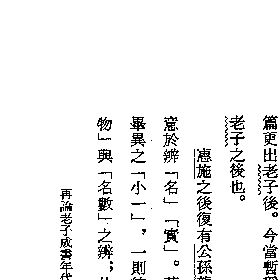 篇更出老子後。今當暫
老子之後也。
惠施之後復有公孫龍
意於辨「名」「實」。
畢異之「小一」，一則
物」與「名數」之辨；
再論老子成書年代